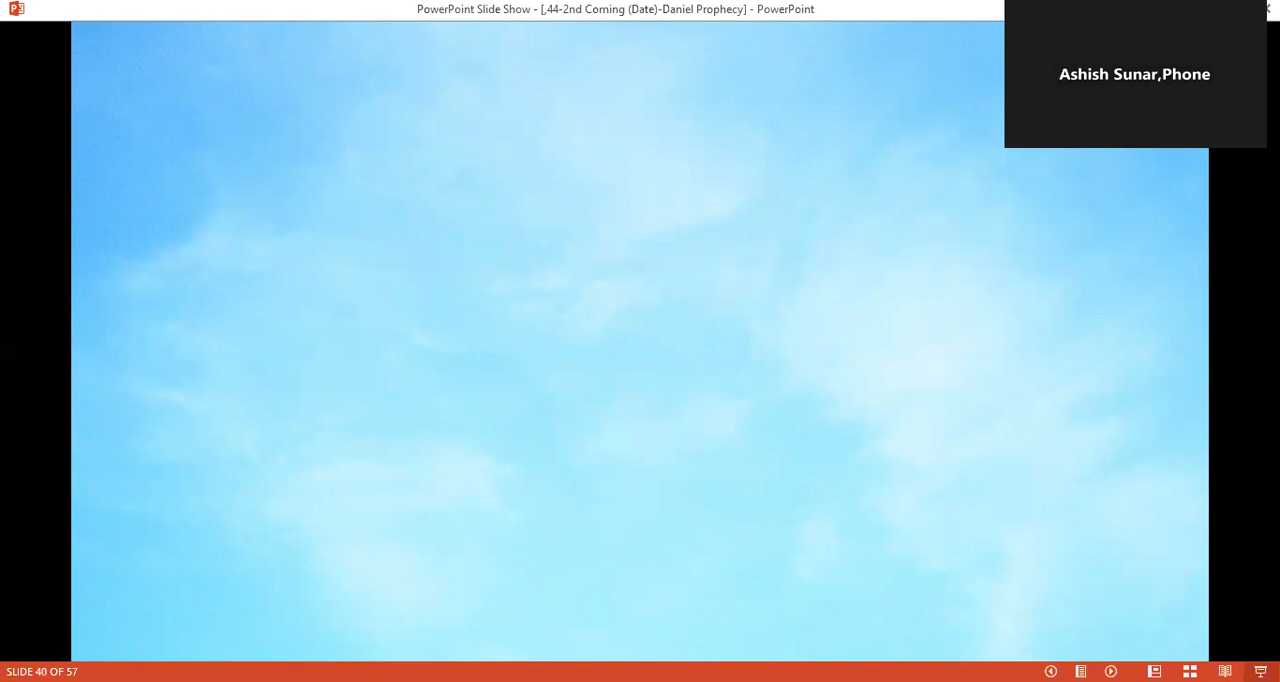 PowerPoint Slide Show - [,44-2nd Coming (Date)-Daniel Prophecy] - PowerPoint
Ashish Sunar,Phone
SLIDE 40 OF 57